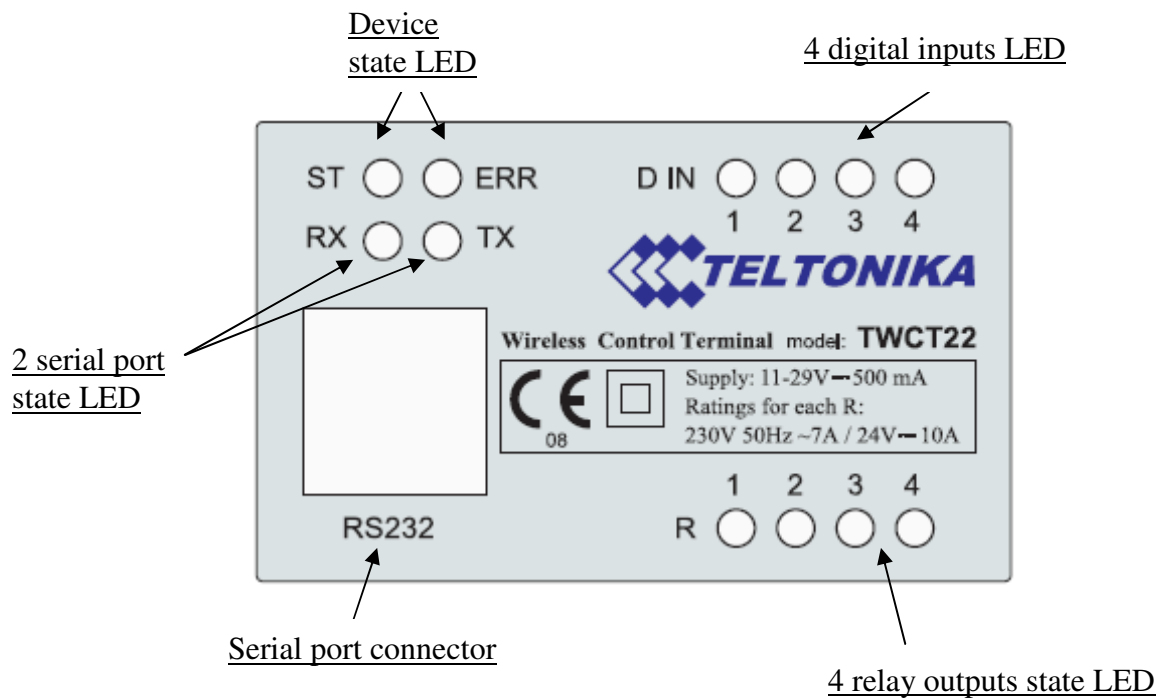 Device
state LED
4 digital inputs LED
ST ERR D IN
1 2 3 4
RX TX
TELTONIKA
Wireless Control Terminal model: TWCT22
2 serial port
state LED
CE
08
Supply: 11-29V⎓500 mA
Ratings for each R:
230V 50Hz ~7A / 24V⎓10A
1 2 3 4
RS232
R
Serial port connector
4 relay outputs state LED